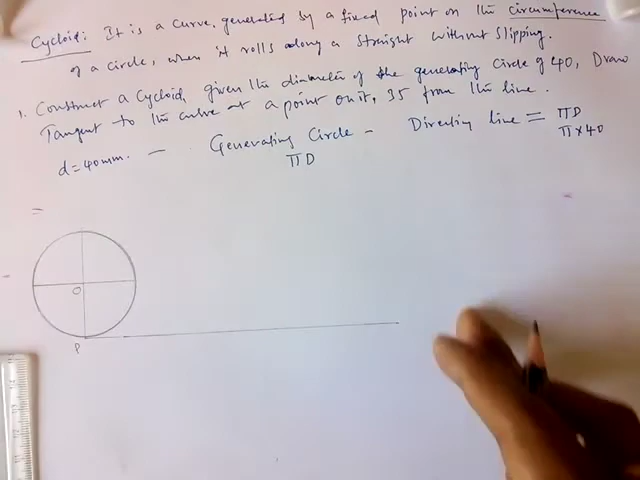 Cycloid: It is a curve generated by a fixed point on the circumference
of a circle, when it rolls along a straight without slipping.
1. Construct a cycloid, given the diameter of the generating circle of 40, Draw
Tangent to the curve at a point on it, 35 from the line.
d=40mm. — Generating Circle — Directing line = πD
πD π×40
O
P